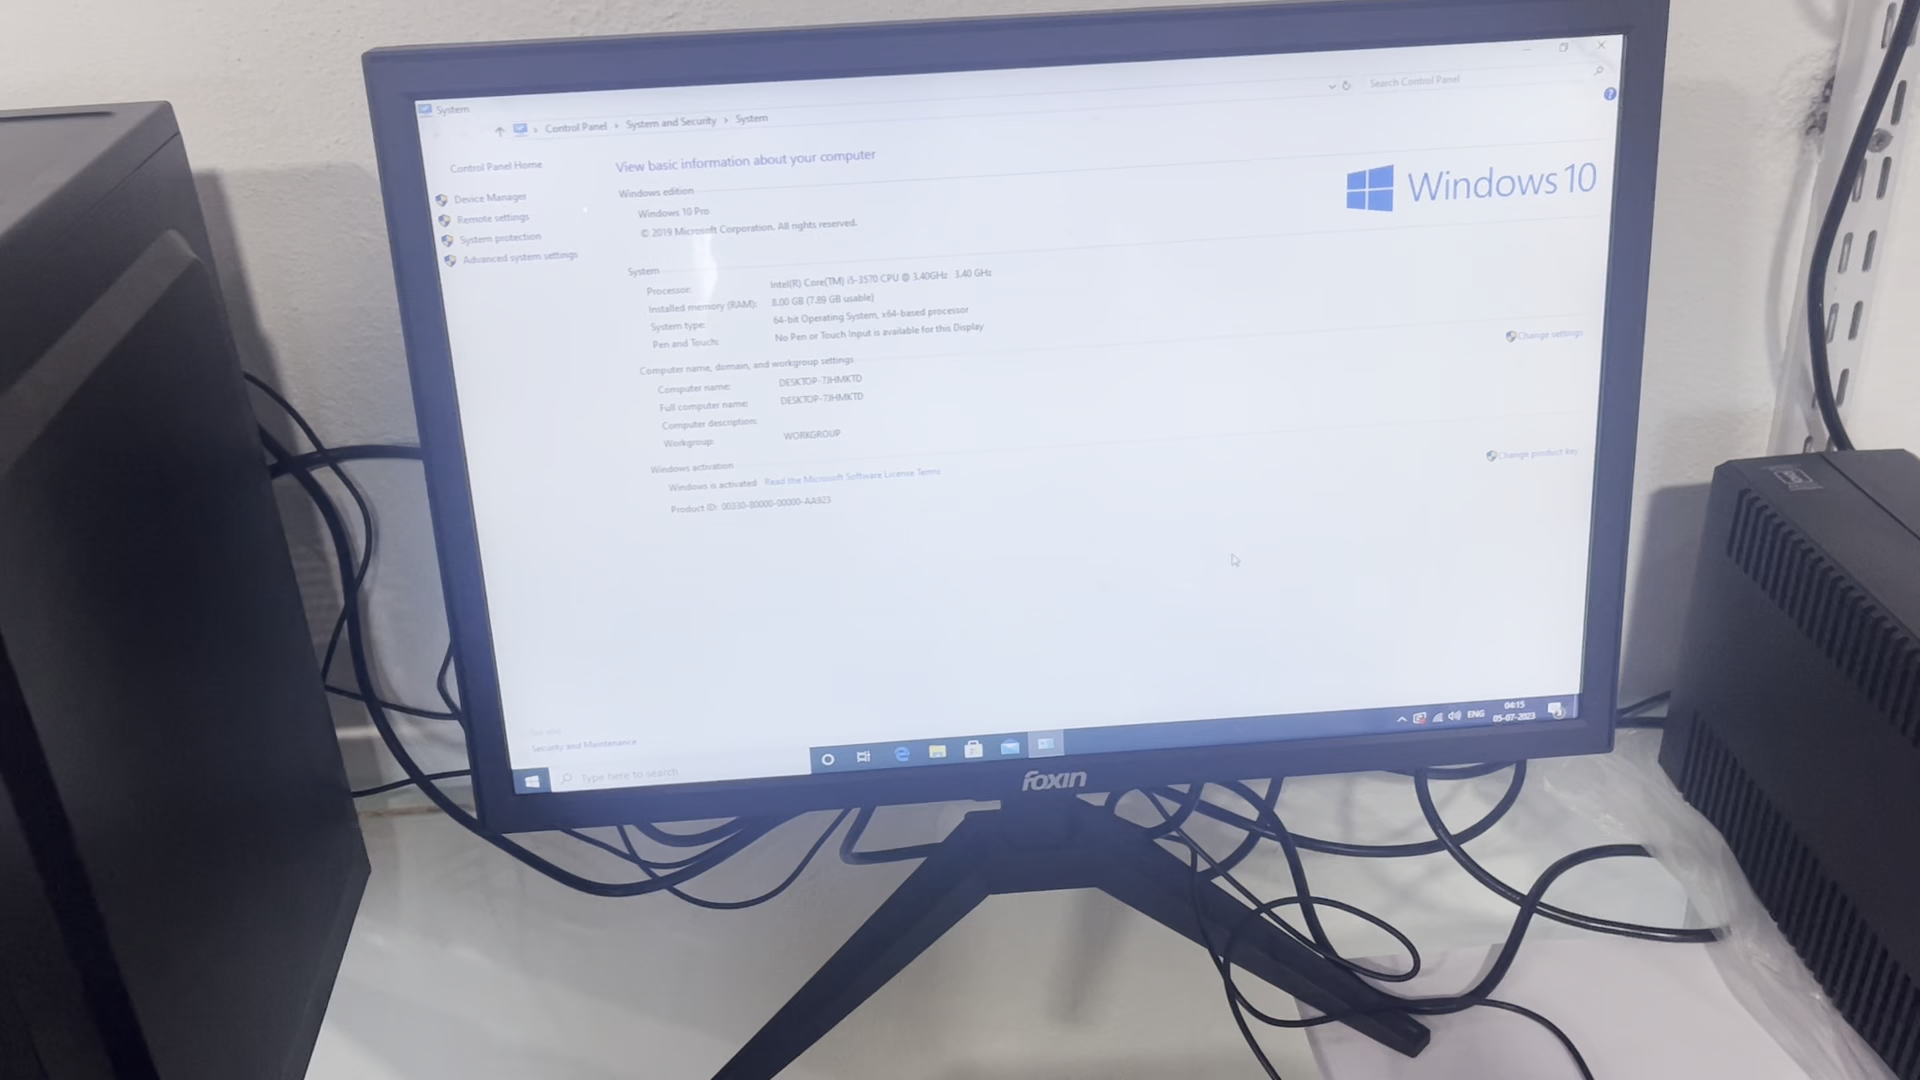 System
Control Panel › System and Security › System
Search Control Panel
Control Panel Home
Device Manager
Remote settings
System protection
Advanced system settings
View basic information about your computer
Windows edition
Windows 10 Pro
© 2019 Microsoft Corporation. All rights reserved.
Windows 10
System
Processor: Intel(R) Core(TM) i5-3570 CPU @ 3.40GHz 3.40 GHz
Installed memory (RAM): 8.00 GB (7.89 GB usable)
System type: 64-bit Operating System, x64-based processor
Pen and Touch: No Pen or Touch Input is available for this Display
Computer name, domain, and workgroup settings
Computer name: DESKTOP-7JHMKTD
Change settings
Full computer name: DESKTOP-7JHMKTD
Computer description:
Workgroup: WORKGROUP
Windows activation
Windows is activated Read the Microsoft Software License Terms
Product ID: 00330-80000-00000-AA923
Change product key
See also
Security and Maintenance
Type here to search
ENG
04:15
05-07-2023
foxin